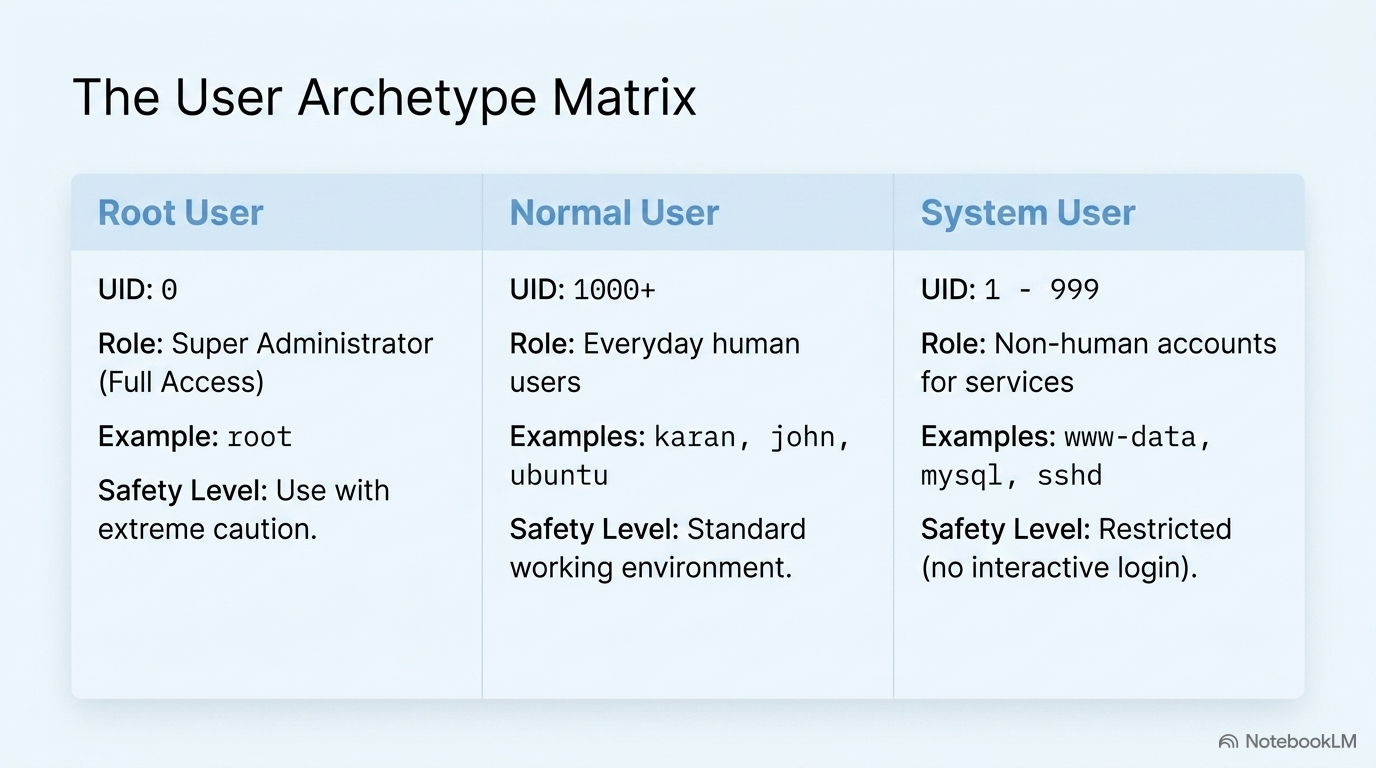 The User Archetype Matrix
Root User
UID: 0
Role: Super Administrator
(Full Access)
Example: root
Safety Level: Use with
extreme caution.
Normal User
UID: 1000+
Role: Everyday human
users
Examples: karan, john,
ubuntu
Safety Level: Standard
working environment.
System User
UID: 1 - 999
Role: Non-human accounts
for services
Examples: www-data,
mysql, sshd
Safety Level: Restricted
(no interactive login).
NotebookLM